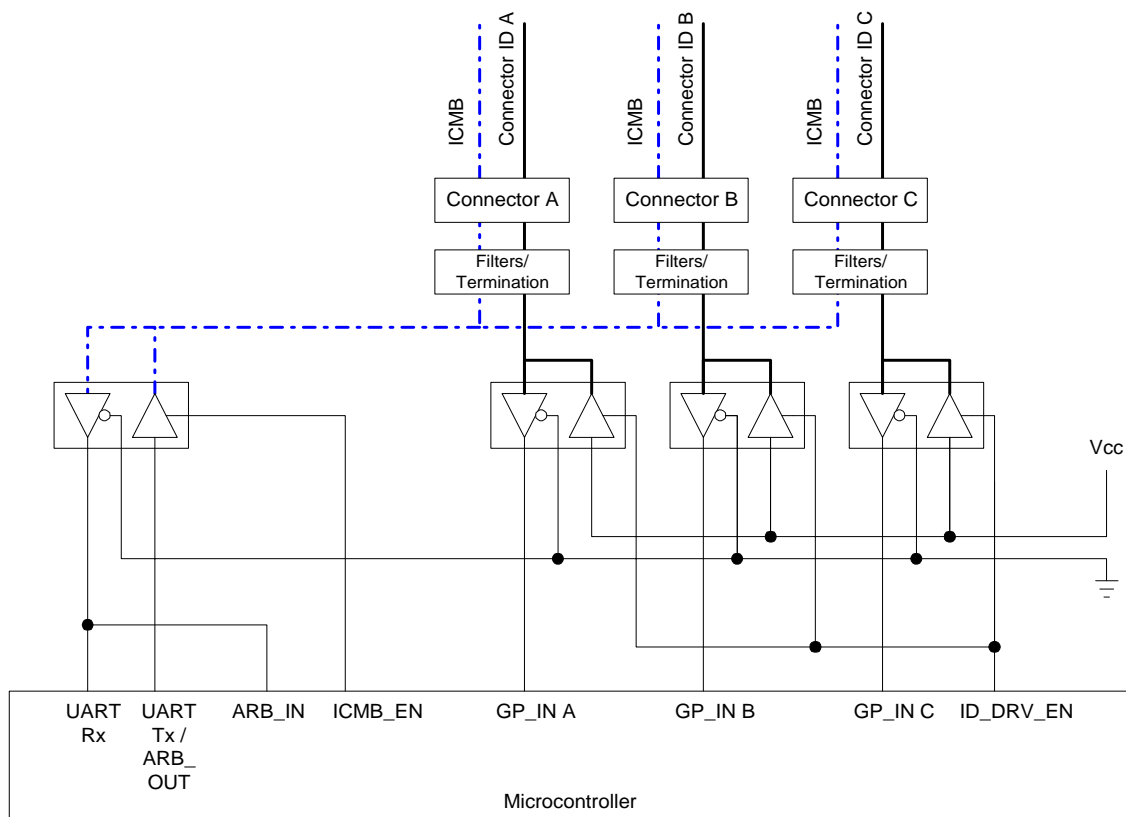 ICMB
Connector ID A
ICMB
Connector ID B
ICMB
Connector ID C
Connector A
Connector B
Connector C
Filters/
Termination
Filters/
Termination
Filters/
Termination
Vcc
UART
Rx
UART
Tx /
ARB_
OUT
ARB_IN
ICMB_EN
GP_IN A
GP_IN B
GP_IN C
ID_DRV_EN
Microcontroller